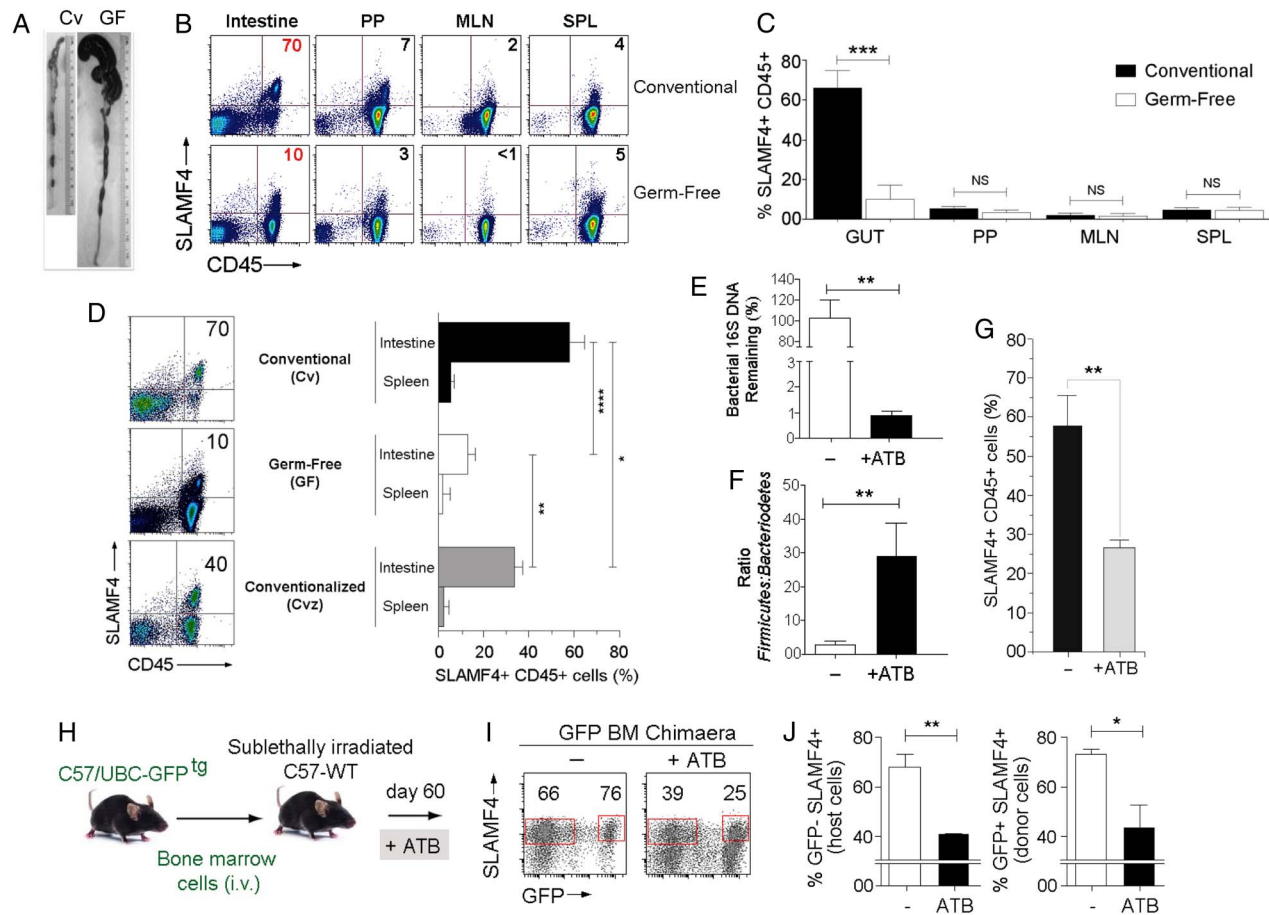 A
Cv GF
B
Intestine PP MLN SPL
70 7 2 4
Conventional
10 3 <1 5
Germ-Free
SLAMF4
CD45
C
% SLAMF4+ CD45+
80
60
40
20
00
***
NS NS NS
Conventional
Germ-Free
GUT PP MLN SPL
D
70
10
40
SLAMF4
CD45
Conventional
(Cv)
Germ-Free
(GF)
Conventionalized
(Cvz)
Intestine
Spleen
Intestine
Spleen
Intestine
Spleen
****
**
*
0 20 40 60 80
SLAMF4+ CD45+ cells (%)
E
Bacterial 16S DNA
Remaining (%)
140
120
100
80
3
2
1
0
**
– +ATB
F
Ratio
Firmicutes:Bacteriodetes
50
40
30
20
10
00
**
– +ATB
G
SLAMF4+ CD45+ cells (%)
80
70
60
50
40
30
20
10
00
**
– +ATB
H
C57/UBC-GFP tg
Sublethally irradiated
C57-WT
day 60
+ ATB
Bone marrow
cells (i.v.)
I
GFP BM Chimaera
– + ATB
66 76 39 25
SLAMF4
GFP
J
% GFP- SLAMF4+
(host cells)
80
60
40
00
**
- ATB
% GFP+ SLAMF4+
(donor cells)
80
60
40
00
*
- ATB